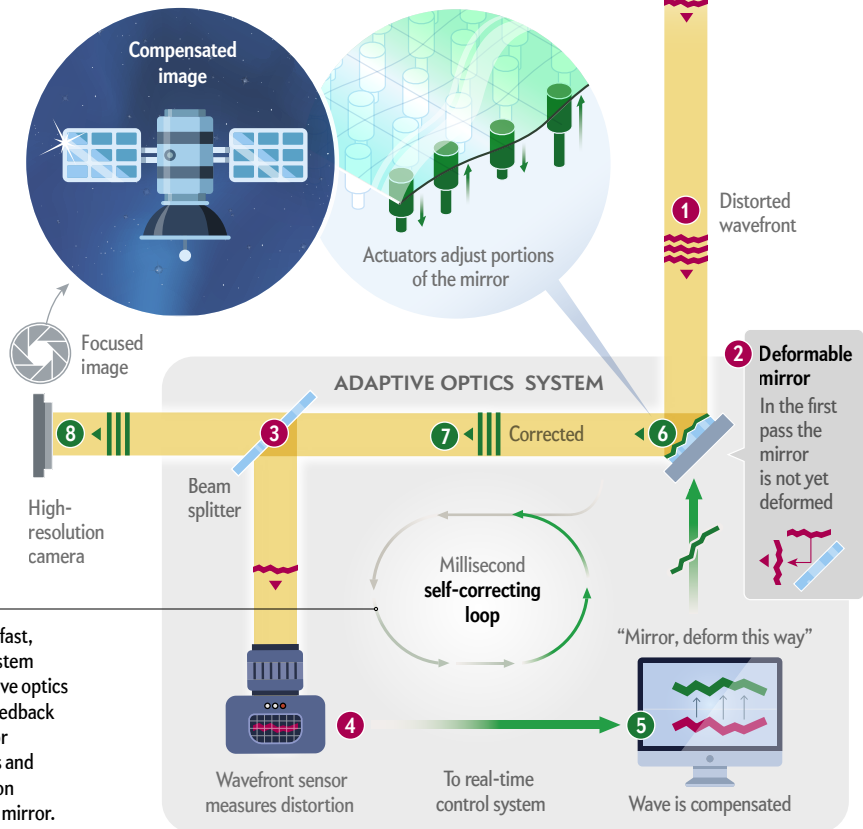 Compensated
image
Actuators adjust portions
of the mirror
1
Distorted
wavefront
Focused
image
2
Deformable
mirror
In the first
pass the
mirror
is not yet
deformed
ADAPTIVE OPTICS SYSTEM
8
3
7
Corrected
6
High-
resolution
camera
Beam
splitter
Millisecond
self-correcting
loop
fast,
stem
ve optics
edback
or
s and
on
mirror.
"Mirror, deform this way"
4
5
Wavefront sensor
measures distortion
To real-time
control system
Wave is compensated